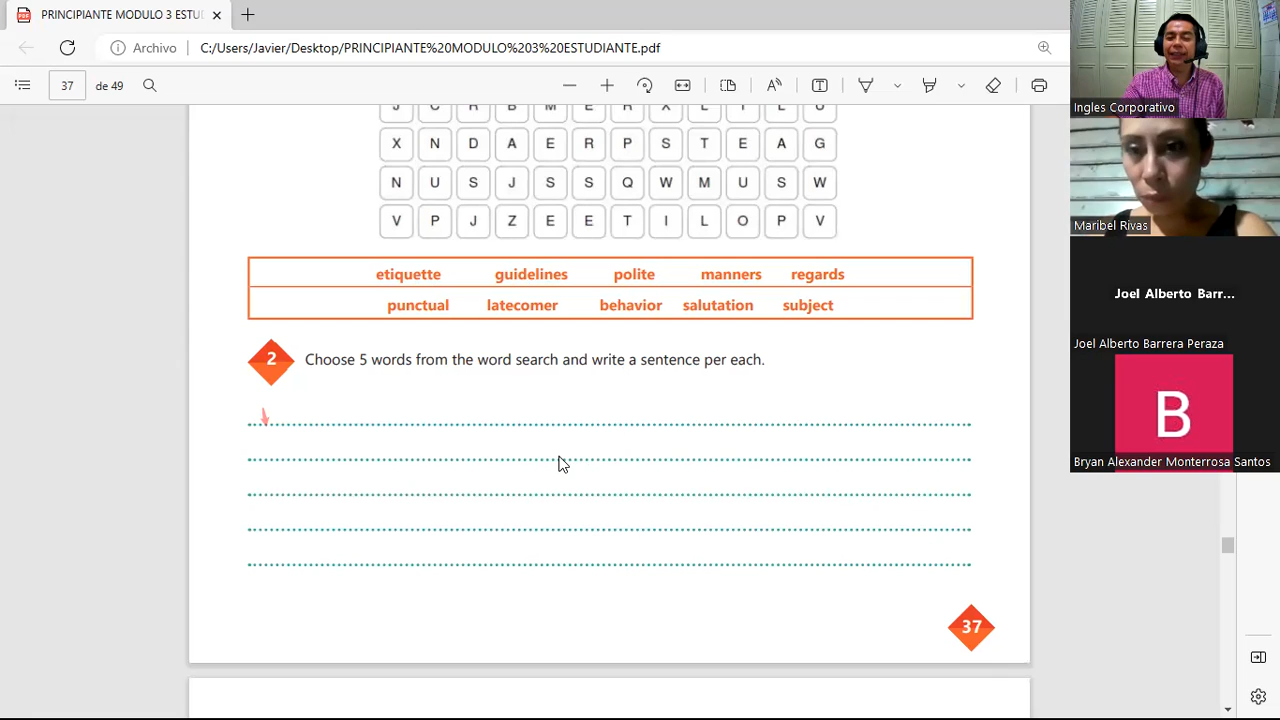 PRINCIPIANTE MODULO 3 ESTU
Archivo
C:/Users/Javier/Desktop/PRINCIPIANTE%20MODULO%203%20ESTUDIANTE.pdf
37 de 49
J C H B M E R X L T L U
X N D A E R P S T E A G
N U S J S S Q W M U S W
V P J Z E E T I L O P V
etiquette guidelines polite manners regards
punctual latecomer behavior salutation subject
2 Choose 5 words from the word search and write a sentence per each.
37
Ingles Corporativo
Maribel Rivas
Joel Alberto Barr...
Joel Alberto Barrera Peraza
B
Bryan Alexander Monterrosa Santos